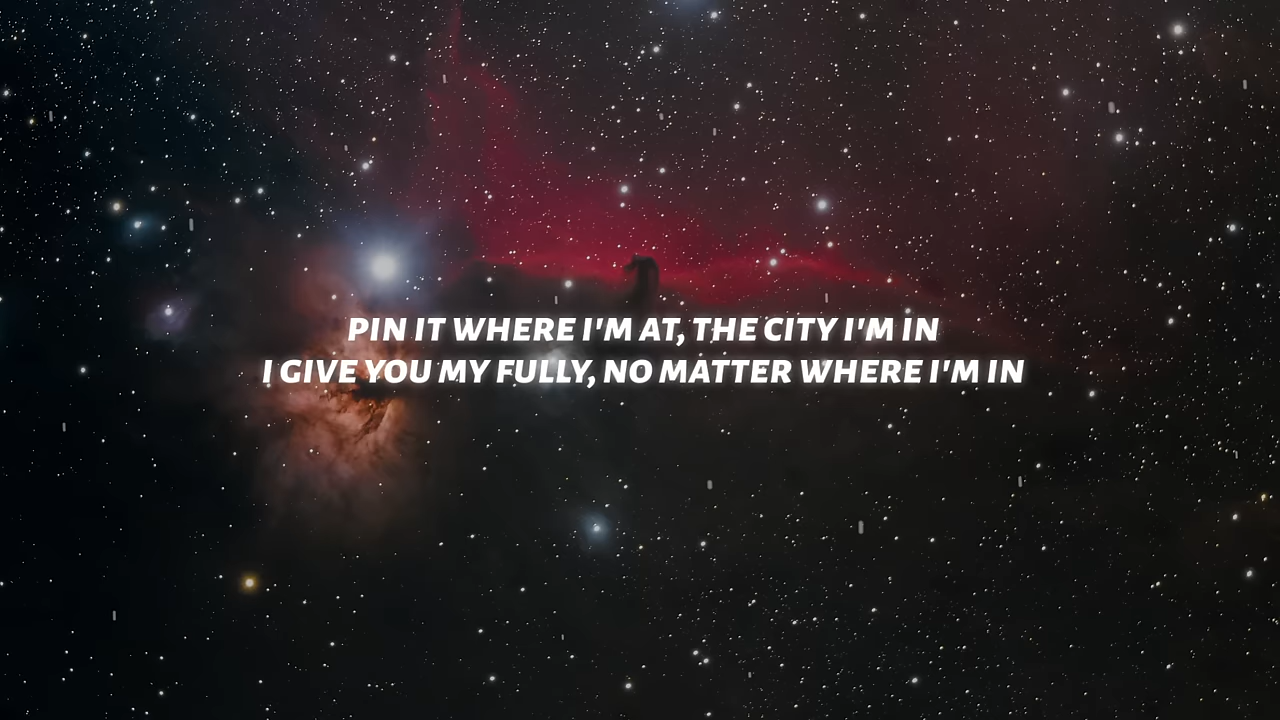 PIN IT WHERE I'M AT, THE CITY I'M IN
I GIVE YOU MY FULLY, NO MATTER WHERE I'M IN